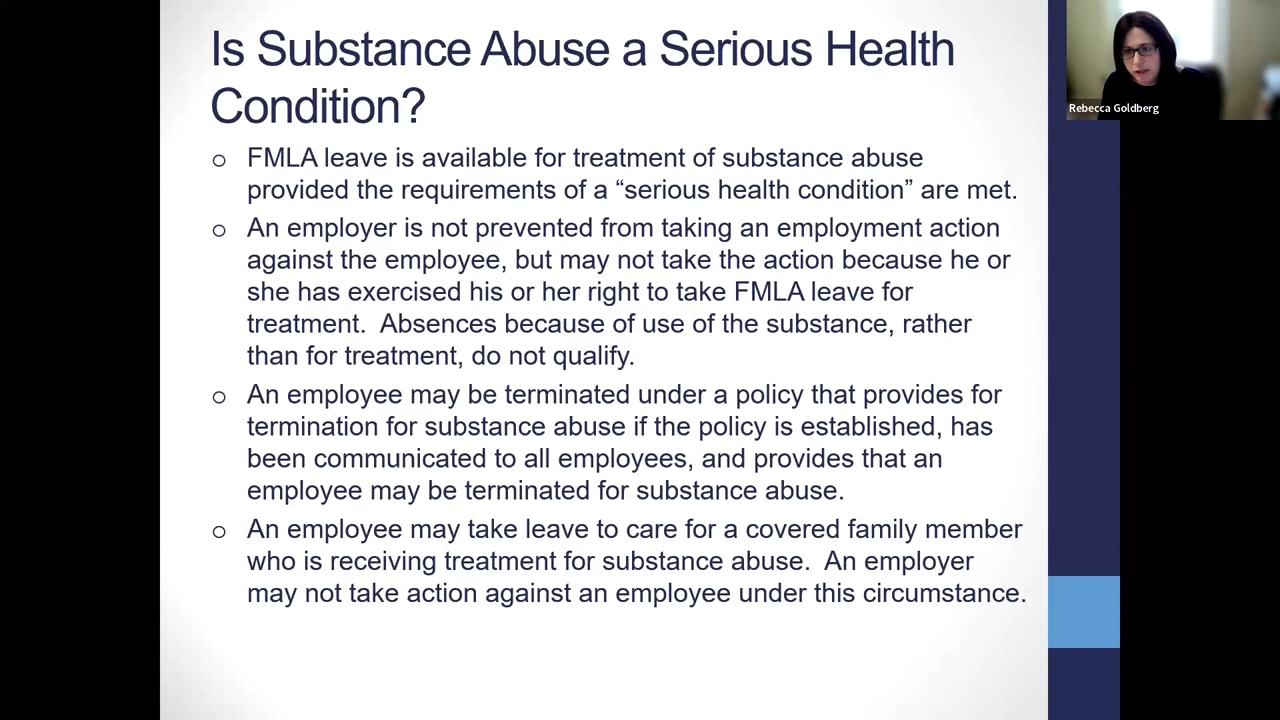 Is Substance Abuse a Serious Health
Condition?
Rebecca Goldberg
o FMLA leave is available for treatment of substance abuse
provided the requirements of a “serious health condition” are met.
o An employer is not prevented from taking an employment action
against the employee, but may not take the action because he or
she has exercised his or her right to take FMLA leave for
treatment.  Absences because of use of the substance, rather
than for treatment, do not qualify.
o An employee may be terminated under a policy that provides for
termination for substance abuse if the policy is established, has
been communicated to all employees, and provides that an
employee may be terminated for substance abuse.
o An employee may take leave to care for a covered family member
who is receiving treatment for substance abuse.  An employer
may not take action against an employee under this circumstance.